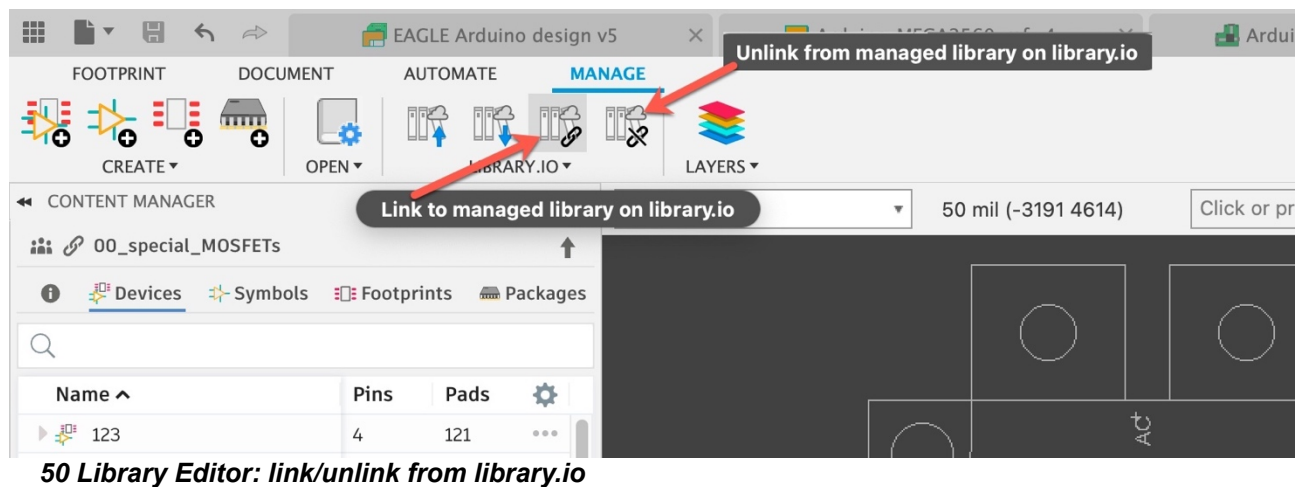 EAGLE Arduino design v5
Unlink from managed library on library.io
FOOTPRINT DOCUMENT AUTOMATE MANAGE
CREATE OPEN LIBRARY.IO LAYERS
CONTENT MANAGER
Link to managed library on library.io
50 mil (-3191 4614)
Click or pr
00_special_MOSFETs
Devices Symbols Footprints Packages
Name Pins Pads
123 4 121
Act
50 Library Editor: link/unlink from library.io